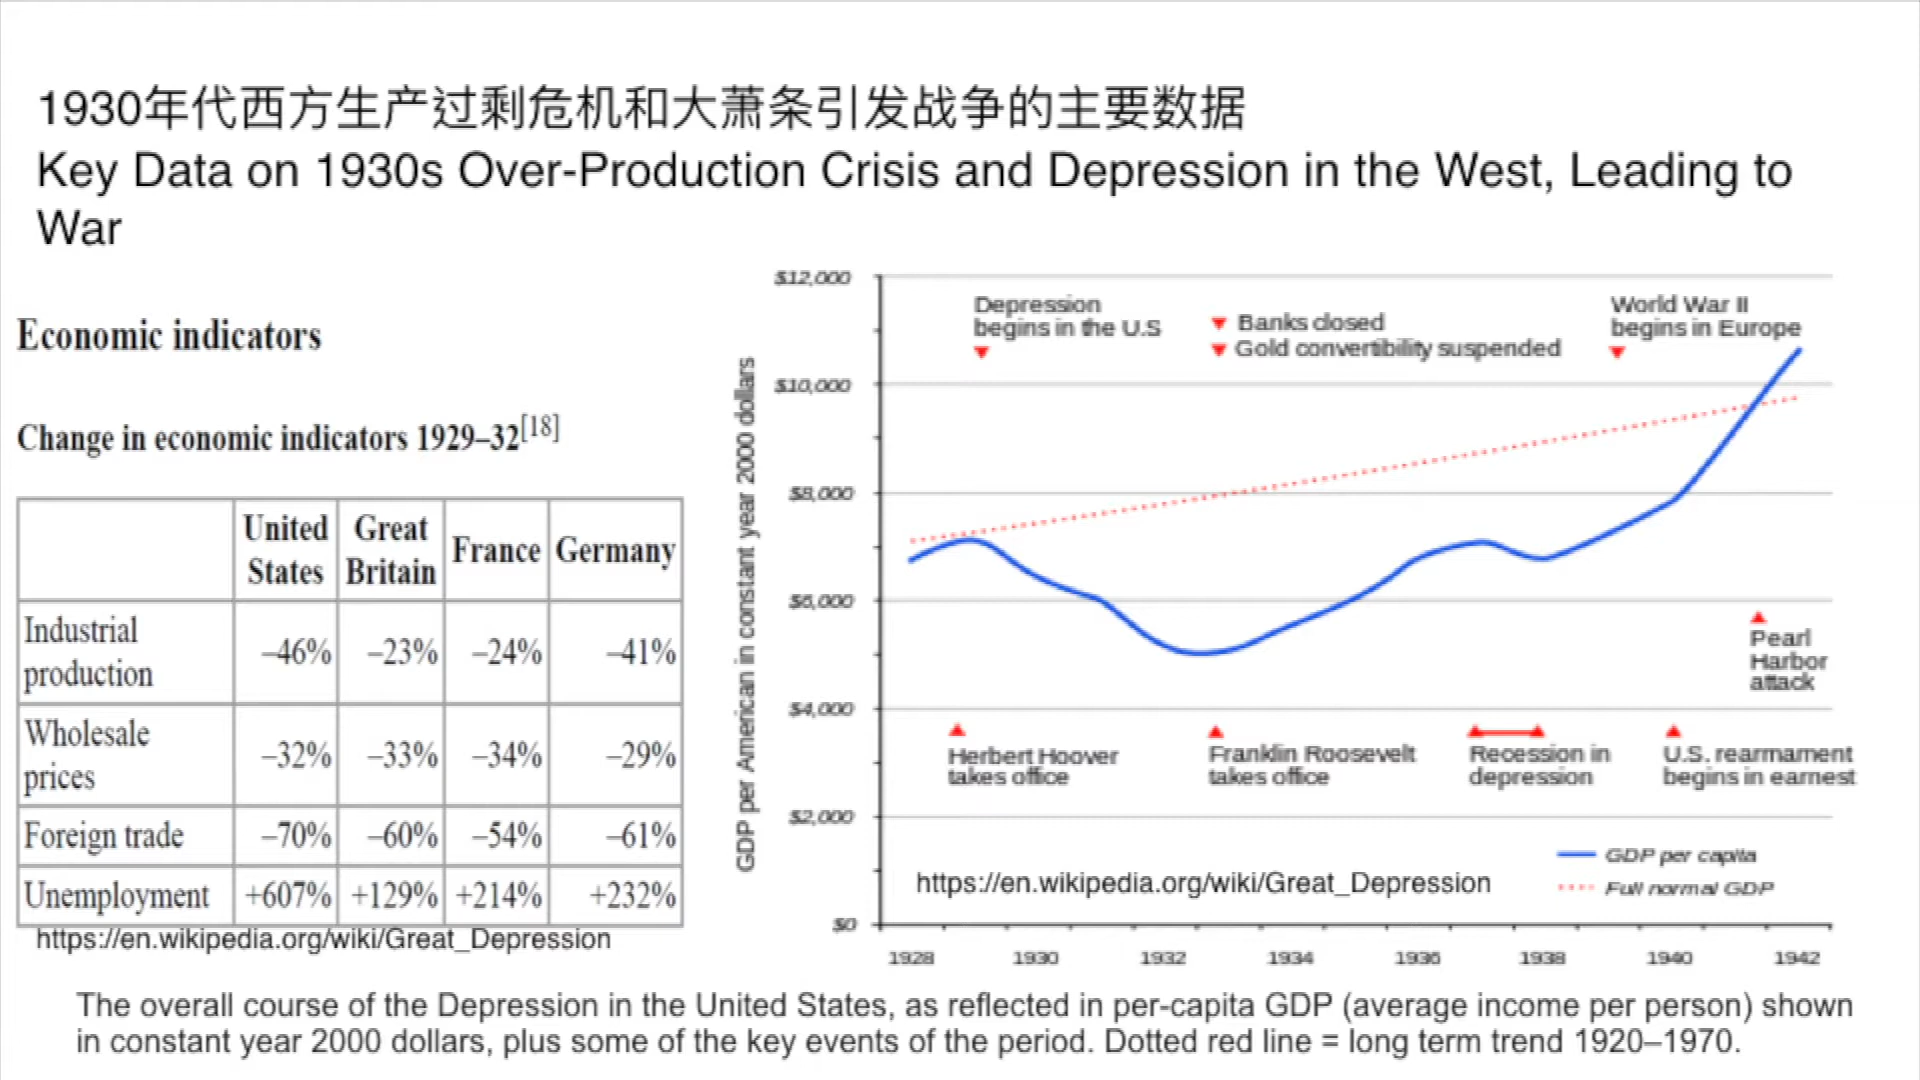 1930年代西方生产过剩危机和大萧条引发战争的主要数据
Key Data on 1930s Over-Production Crisis and Depression in the West, Leading to
War
Economic indicators
Change in economic indicators 1929–32[18]
United States Great Britain France Germany
Industrial production –46% –23% –24% –41%
Wholesale prices –32% –33% –34% –29%
Foreign trade –70% –60% –54% –61%
Unemployment +607% +129% +214% +232%
https://en.wikipedia.org/wiki/Great_Depression
GDP per American in constant year 2000 dollars
$12,000
$10,000
$8,000
$6,000
$4,000
$2,000
$0
Depression
begins in the U.S
Banks closed
Gold convertibility suspended
World War II
begins in Europe
Pearl
Harbor
attack
Herbert Hoover
takes office
Franklin Roosevelt
takes office
Recession in
depression
U.S. rearmament
begins in earnest
GDP per capita
Full normal GDP
https://en.wikipedia.org/wiki/Great_Depression
1928 1930 1932 1934 1936 1938 1940 1942
The overall course of the Depression in the United States, as reflected in per-capita GDP (average income per person) shown
in constant year 2000 dollars, plus some of the key events of the period. Dotted red line = long term trend 1920–1970.